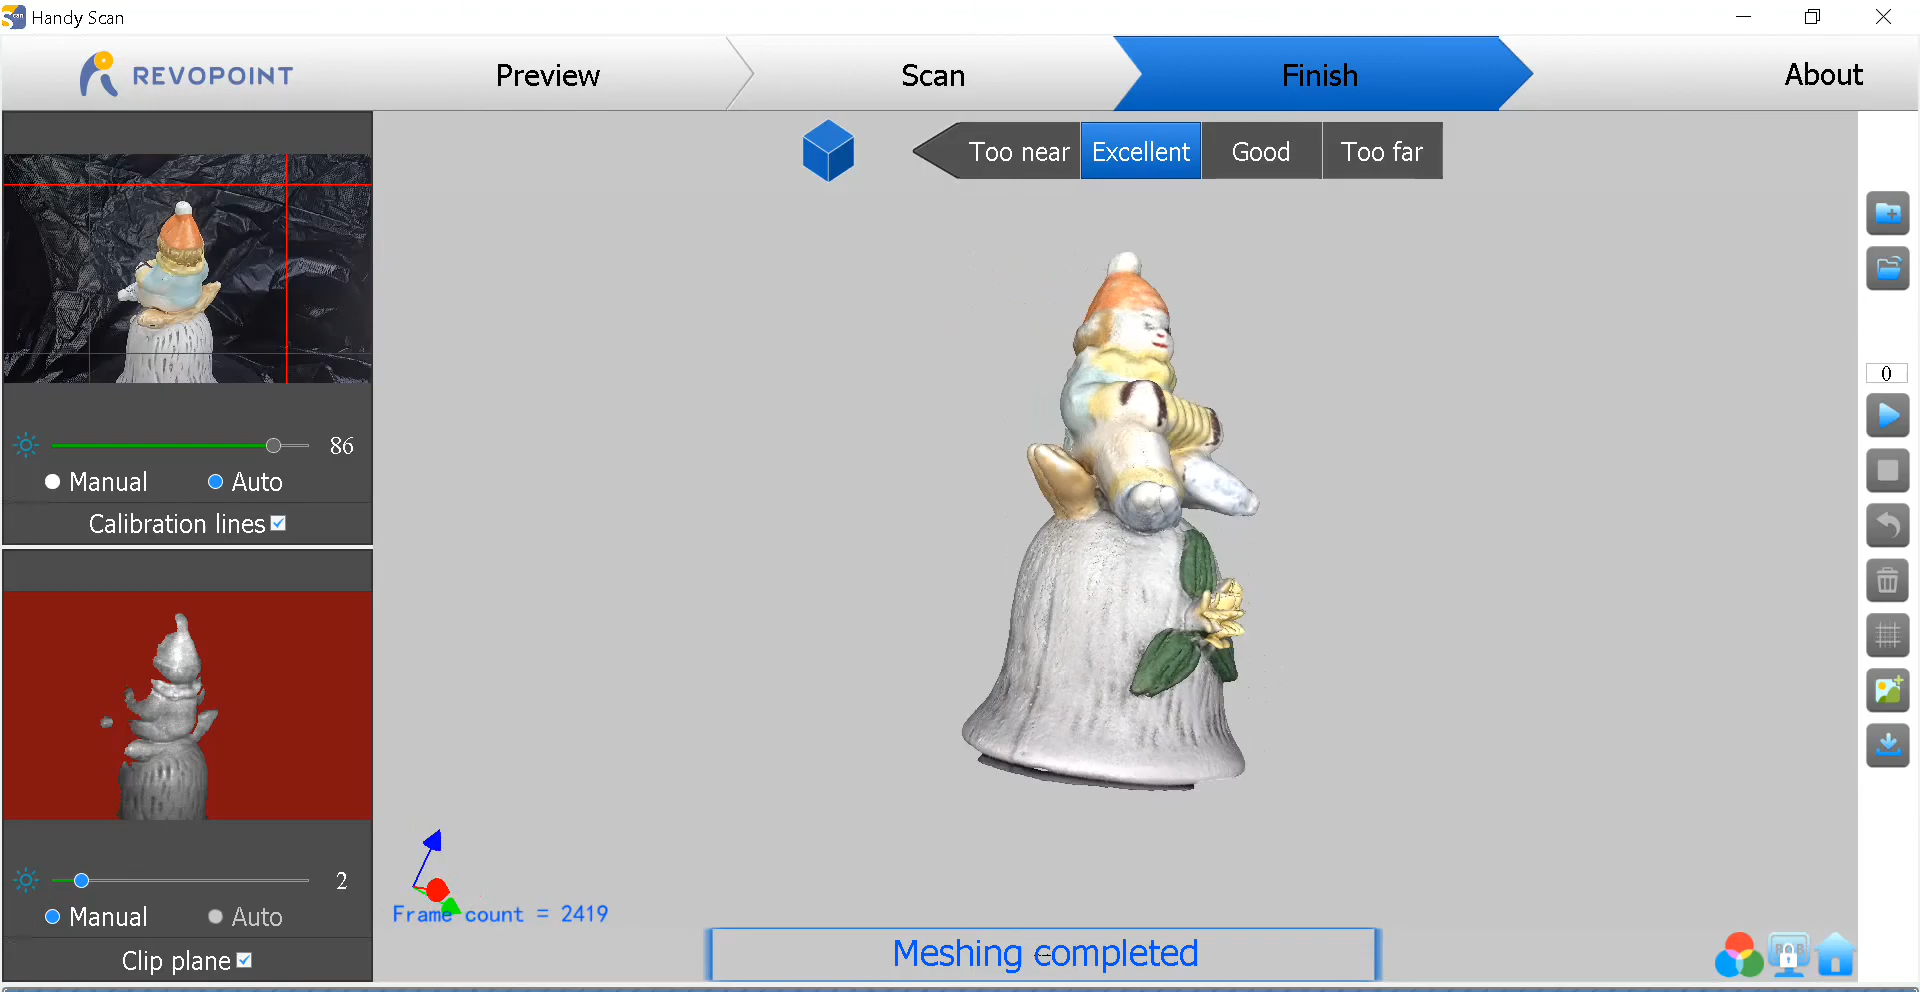 Handy Scan
REVOPOINT
Preview
Scan
Finish
About
Too near
Excellent
Good
Too far
86
Manual
Auto
Calibration lines
0
2
Manual
Auto
Clip plane
Frame count = 2419
Meshing completed